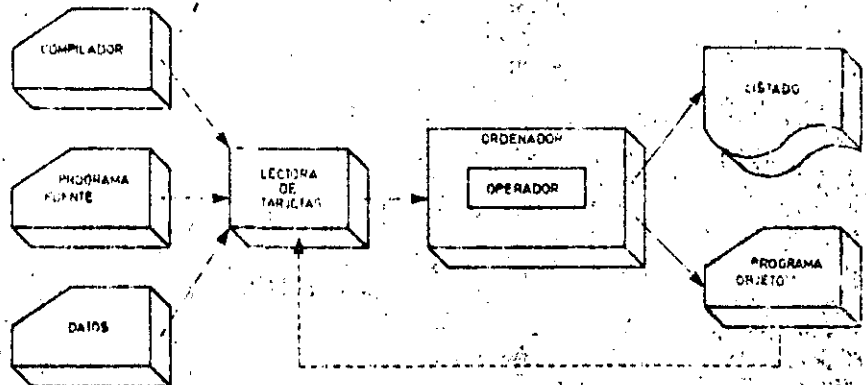 COMPILADOR
PROGRAMA
FUENTE
DATOS
LECTORA
DE
TARJETAS
ORDENADOR
OPERADOR
LISTADO
PROGRAMA
OBJETO